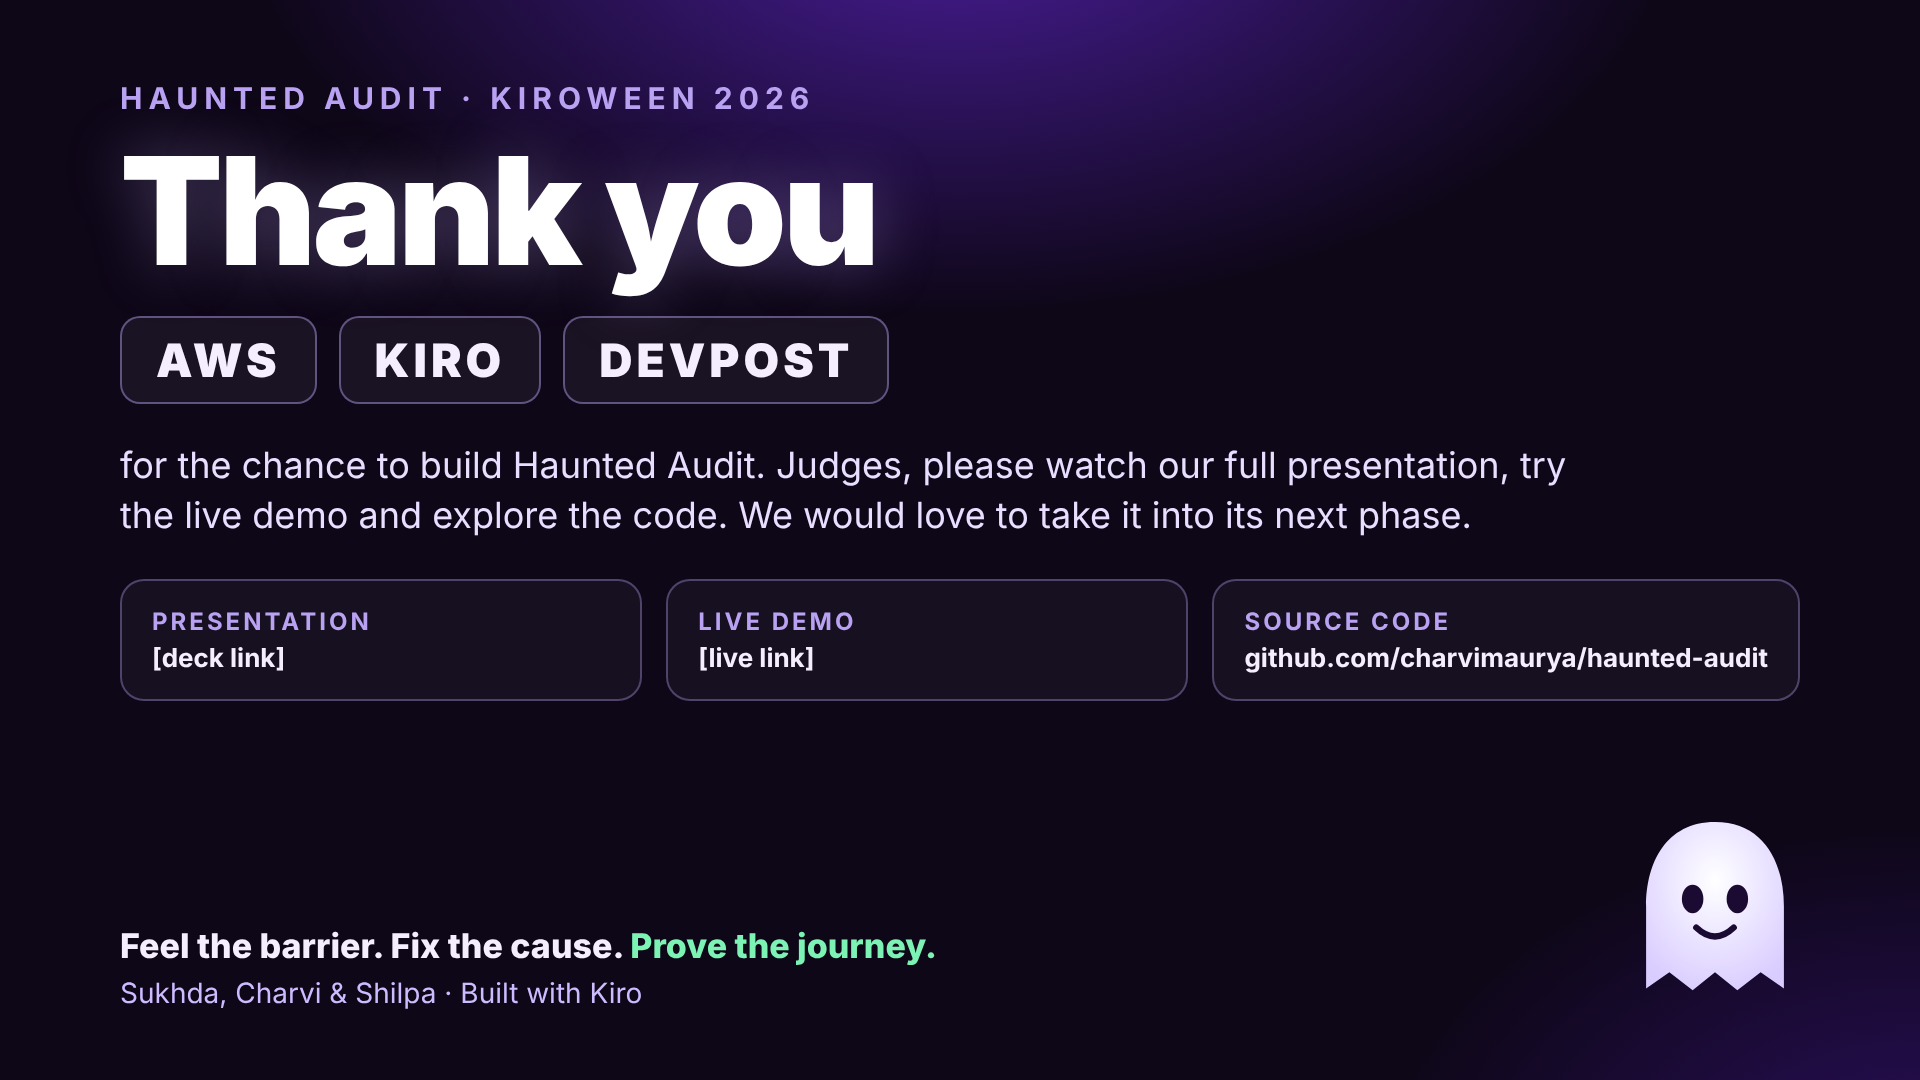 HAUNTED AUDIT · KIROWEEN 2026
Thank you
AWS
KIRO
DEVPOST
for the chance to build Haunted Audit. Judges, please watch our full presentation, try
the live demo and explore the code. We would love to take it into its next phase.
PRESENTATION
[deck link]
LIVE DEMO
[live link]
SOURCE CODE
github.com/charvimaurya/haunted-audit
Feel the barrier. Fix the cause. Prove the journey.
Sukhda, Charvi & Shilpa · Built with Kiro